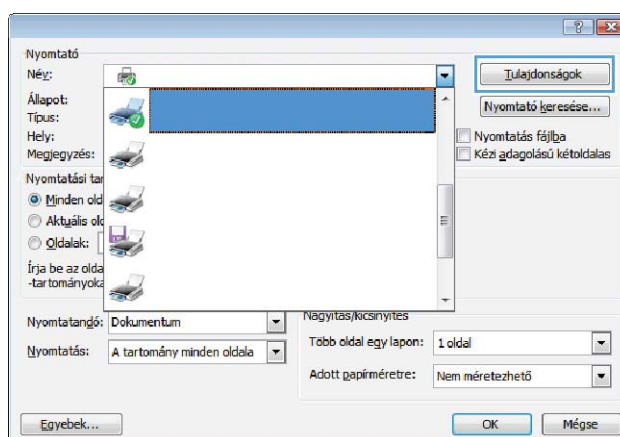 Nyomtató
Név:
Tulajdonságok
Állapot:
Nyomtató keresése...
Típus:
Hely:
Nyomtatás fájlba
Megjegyzés:
Kézi adagolású kétoldalas
Nyomtatási tar
Minden old
Aktuális old
Oldalak:
Írja be az olda
-tartományoka
Nyomtatandó: Dokumentum
Nagyítás/kicsinyítés
Több oldal egy lapon: 1 oldal
Nyomtatás: A tartomány minden oldala
Adott papírméretre: Nem méretezhető
Egyebek...
OK
Mégse